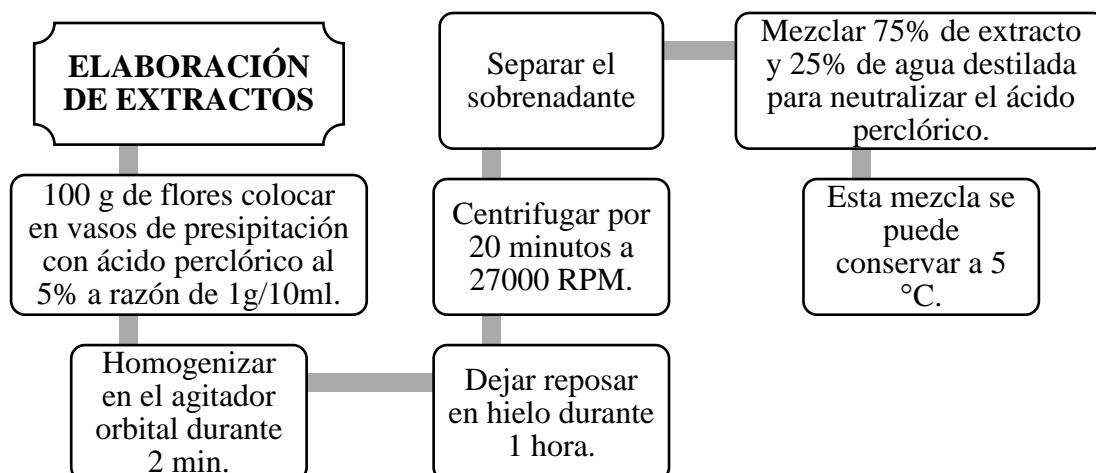 ELABORACIÓN
DE EXTRACTOS
100 g de flores colocar
en vasos de presipitación
con ácido perclórico al
5% a razón de 1g/10ml.
Homogenizar
en el agitador
orbital durante
2 min.
Dejar reposar
en hielo durante
1 hora.
Centrifugar por
20 minutos a
27000 RPM.
Separar el
sobrenadante
Mezclar 75% de extracto
y 25% de agua destilada
para neutralizar el ácido
perclórico.
Esta mezcla se
puede
conservar a 5
°C.